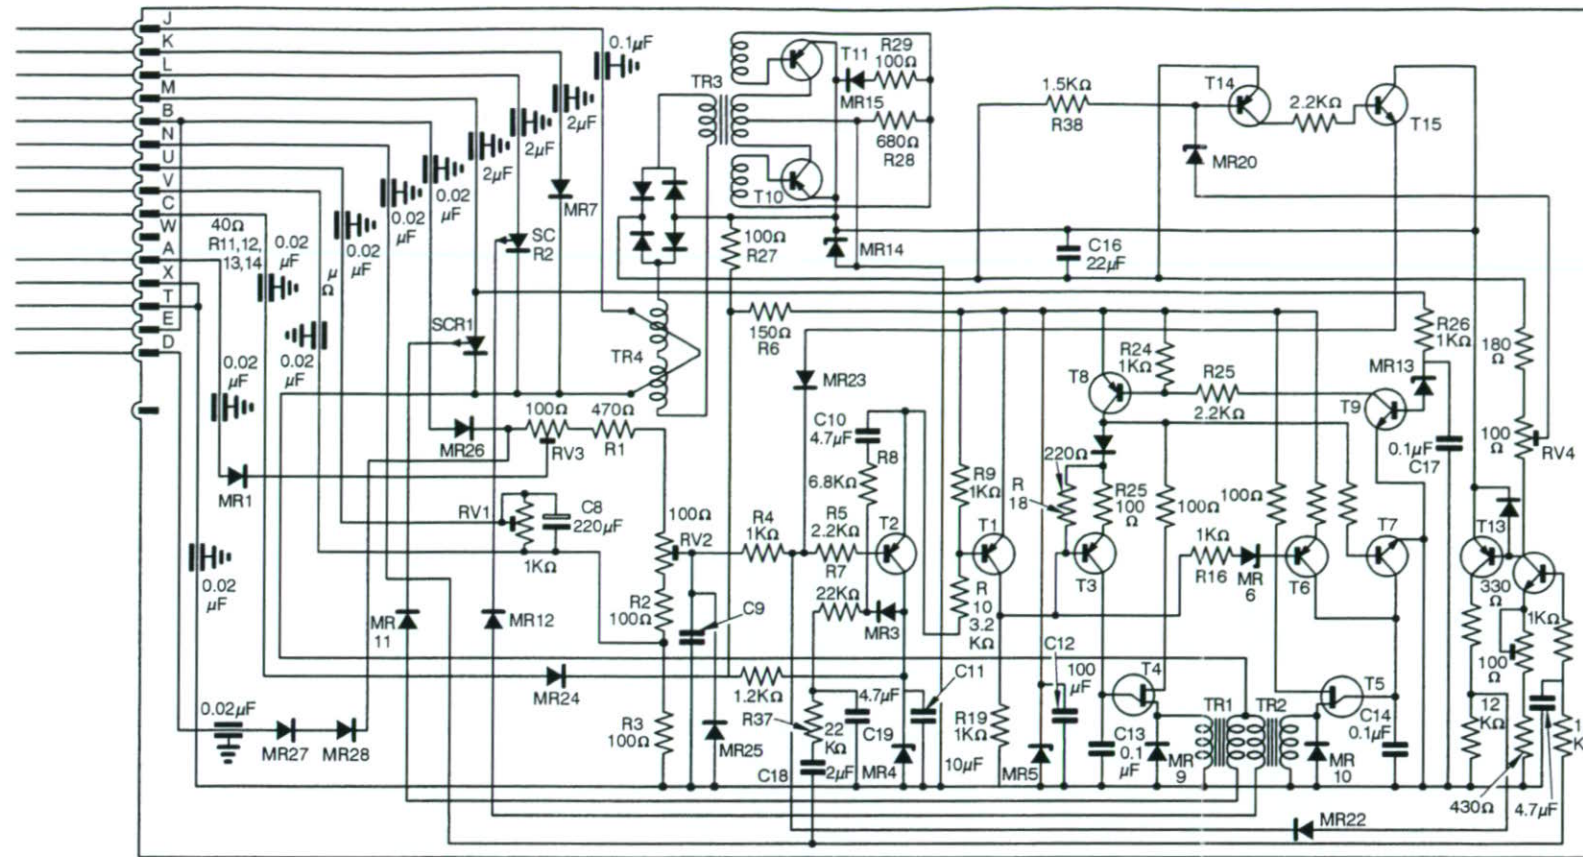 J
K
L
M
B
N
U
V
C
W
A
X
T
E
D
40Ω
R11,12,
13,14
0.02
μF
μ
Ω
0.02
μF
0.02
μF
0.02
μF
2μF
2μF
2μF
0.1μF
0.02
μF
0.02
μF
0.02
μF
0.02μF
MR7
SC
R2
SCR1
TR3
TR4
T11
R29
100Ω
MR15
680Ω
R28
T10
100Ω
R27
MR14
150Ω
R6
1.5KΩ
R38
T14
2.2KΩ
T15
MR20
C16
22μF
R26
1KΩ
180
Ω
MR13
R24
1KΩ
T8
R25
2.2KΩ
T9
0.1μF
C17
100
Ω
RV4
MR23
C10
4.7μF
R8
6.8KΩ
MR26
100Ω
RV3
470Ω
R1
MR1
RV1
C8
220μF
1KΩ
100Ω
RV2
R4
1KΩ
R5
2.2KΩ
T2
R7
22KΩ
MR3
R9
1KΩ
T1
R
10
3.2
KΩ
220Ω
R
18
R25
100
Ω
T3
100Ω
100Ω
1KΩ
R16
MR
6
T6
T7
T13
330
Ω
1KΩ
100
Ω
12
KΩ
R2
100Ω
C9
MR
11
MR12
MR24
1.2KΩ
R37
22
KΩ
4.7μF
C19
C18
2μF
MR4
C11
10μF
R19
1KΩ
C12
100
μF
MR5
T4
C13
0.1
μF
MR
9
TR1
TR2
MR
10
T5
C14
0.1μF
R3
100Ω
MR25
MR27
MR28
430Ω
4.7μF
1
K
MR22